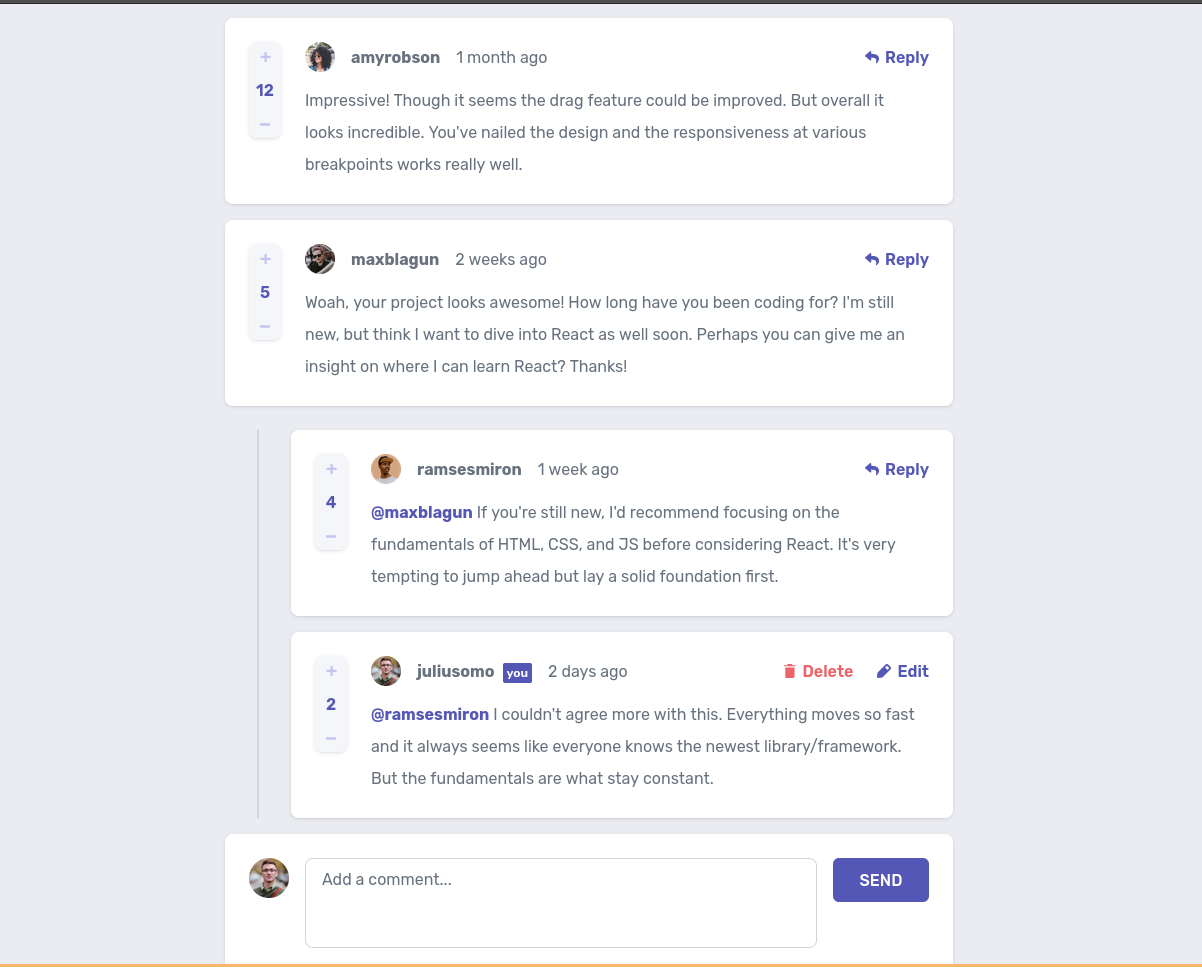 +
amyrobson 1 month ago Reply
12
Impressive! Though it seems the drag feature could be improved. But overall it
−
looks incredible. You've nailed the design and the responsiveness at various
breakpoints works really well.
+
maxblagun 2 weeks ago Reply
5
Woah, your project looks awesome! How long have you been coding for? I'm still
−
new, but think I want to dive into React as well soon. Perhaps you can give me an
insight on where I can learn React? Thanks!
+
ramsesmiron 1 week ago Reply
4
@maxblagun If you're still new, I'd recommend focusing on the
−
fundamentals of HTML, CSS, and JS before considering React. It's very
tempting to jump ahead but lay a solid foundation first.
+
juliusomo you 2 days ago Delete Edit
2
@ramsesmiron I couldn't agree more with this. Everything moves so fast
−
and it always seems like everyone knows the newest library/framework.
But the fundamentals are what stay constant.
Add a comment... SEND